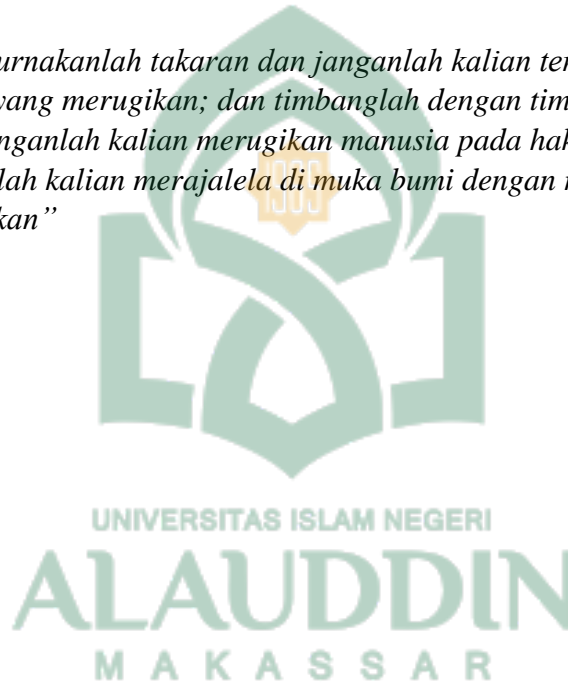 urnakanlah takaran dan janganlah kalian ter
yang merugikan; dan timbanglah dengan tim
nganlah kalian merugikan manusia pada hak
1965
lah kalian merajalela di muka bumi dengan
kan”
UNIVERSITAS ISLAM NEGERI
ALAUDDIN
MAKASSAR